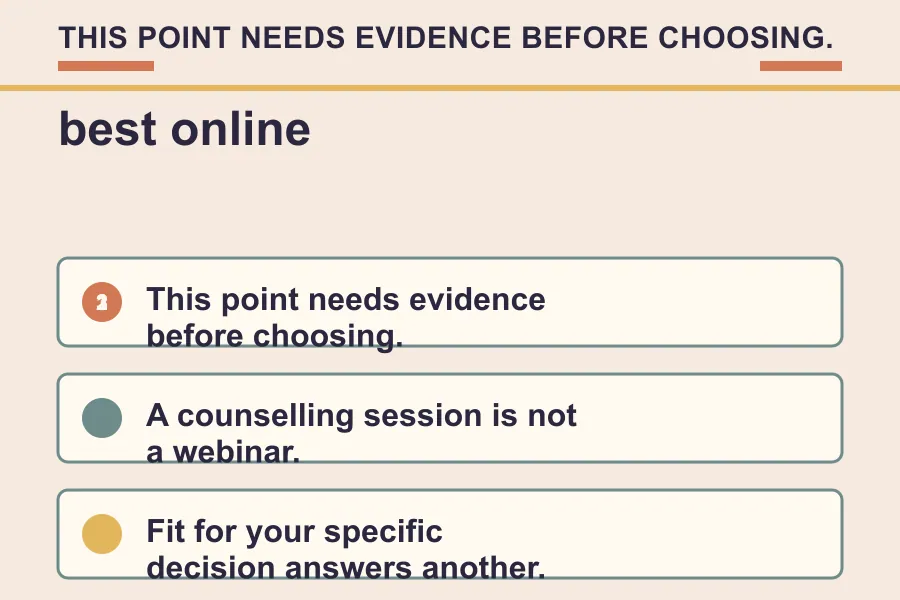 THIS POINT NEEDS EVIDENCE BEFORE CHOOSING.
best online
This point needs evidence
before choosing.
A counselling session is not
a webinar.
Fit for your specific
decision answers another.